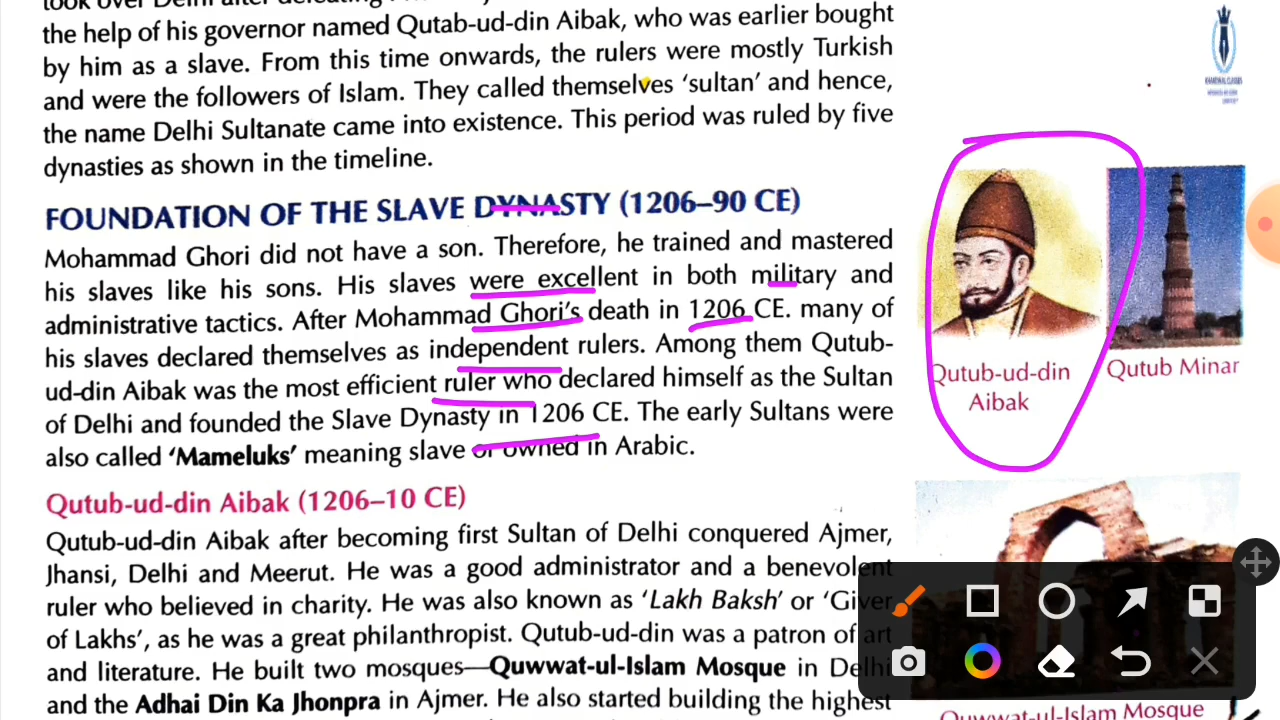 the help of his governor named Qutab-ud-din Aibak, who was earlier bought
by him as a slave. From this time onwards, the rulers were mostly Turkish
and were the followers of Islam. They called themselves ‘sultan’ and hence,
the name Delhi Sultanate came into existence. This period was ruled by five
dynasties as shown in the timeline.
FOUNDATION OF THE SLAVE DYNASTY (1206–90 CE)
Mohammad Ghori did not have a son. Therefore, he trained and mastered
his slaves like his sons. His slaves were excellent in both military and
administrative tactics. After Mohammad Ghori’s death in 1206 CE. many of
his slaves declared themselves as independent rulers. Among them Qutub-
ud-din Aibak was the most efficient ruler who declared himself as the Sultan
of Delhi and founded the Slave Dynasty in 1206 CE. The early Sultans were
also called ‘Mameluks’ meaning slave or owned in Arabic.
Qutub-ud-din Aibak (1206–10 CE)
Qutub-ud-din Aibak after becoming first Sultan of Delhi conquered Ajmer,
Jhansi, Delhi and Meerut. He was a good administrator and a benevolent
ruler who believed in charity. He was also known as ‘Lakh Baksh’ or ‘Giver
of Lakhs’, as he was a great philanthropist. Qutub-ud-din was a patron of art
and literature. He built two mosques—Quwwat-ul-Islam Mosque in Delhi
and the Adhai Din Ka Jhonpra in Ajmer. He also started building the highest
Qutub-ud-din
Aibak
Qutub Minar
Quwwat-ul-Islam Mosque